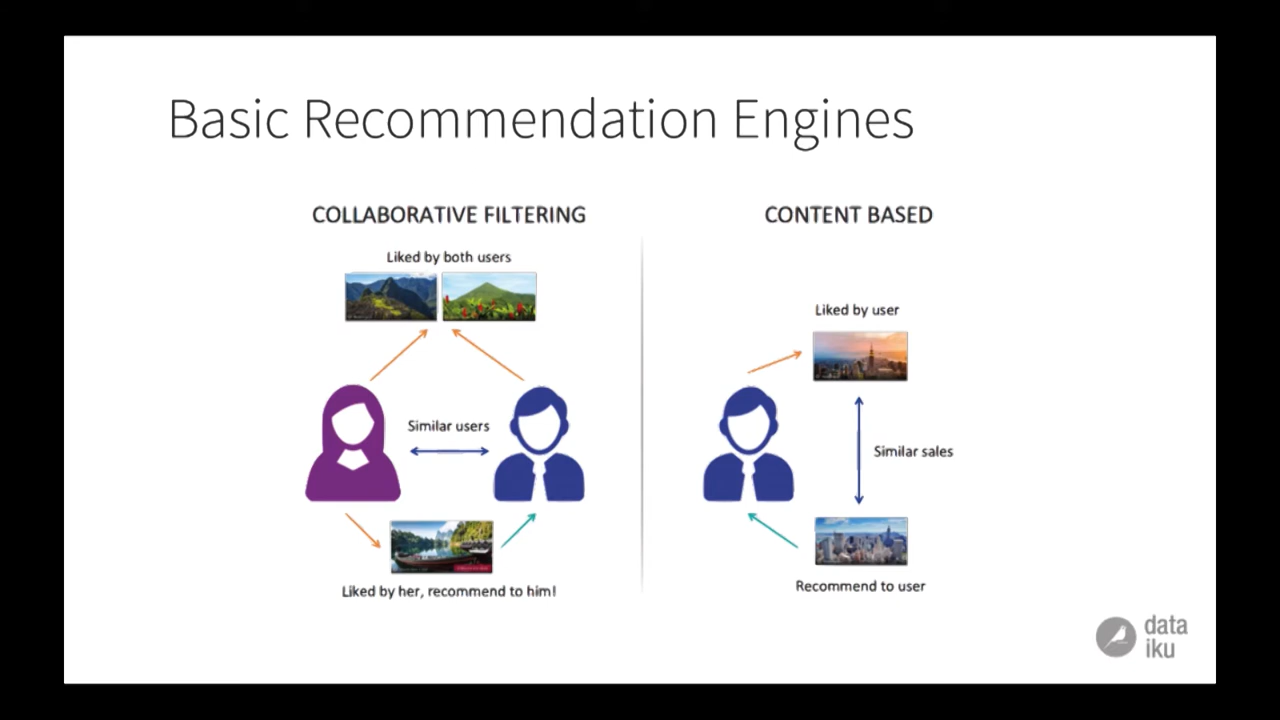 Basic Recommendation Engines
COLLABORATIVE FILTERING
Liked by both users
Similar users
Liked by her, recommend to him!
CONTENT BASED
Liked by user
Similar sales
Recommend to user
data
iku